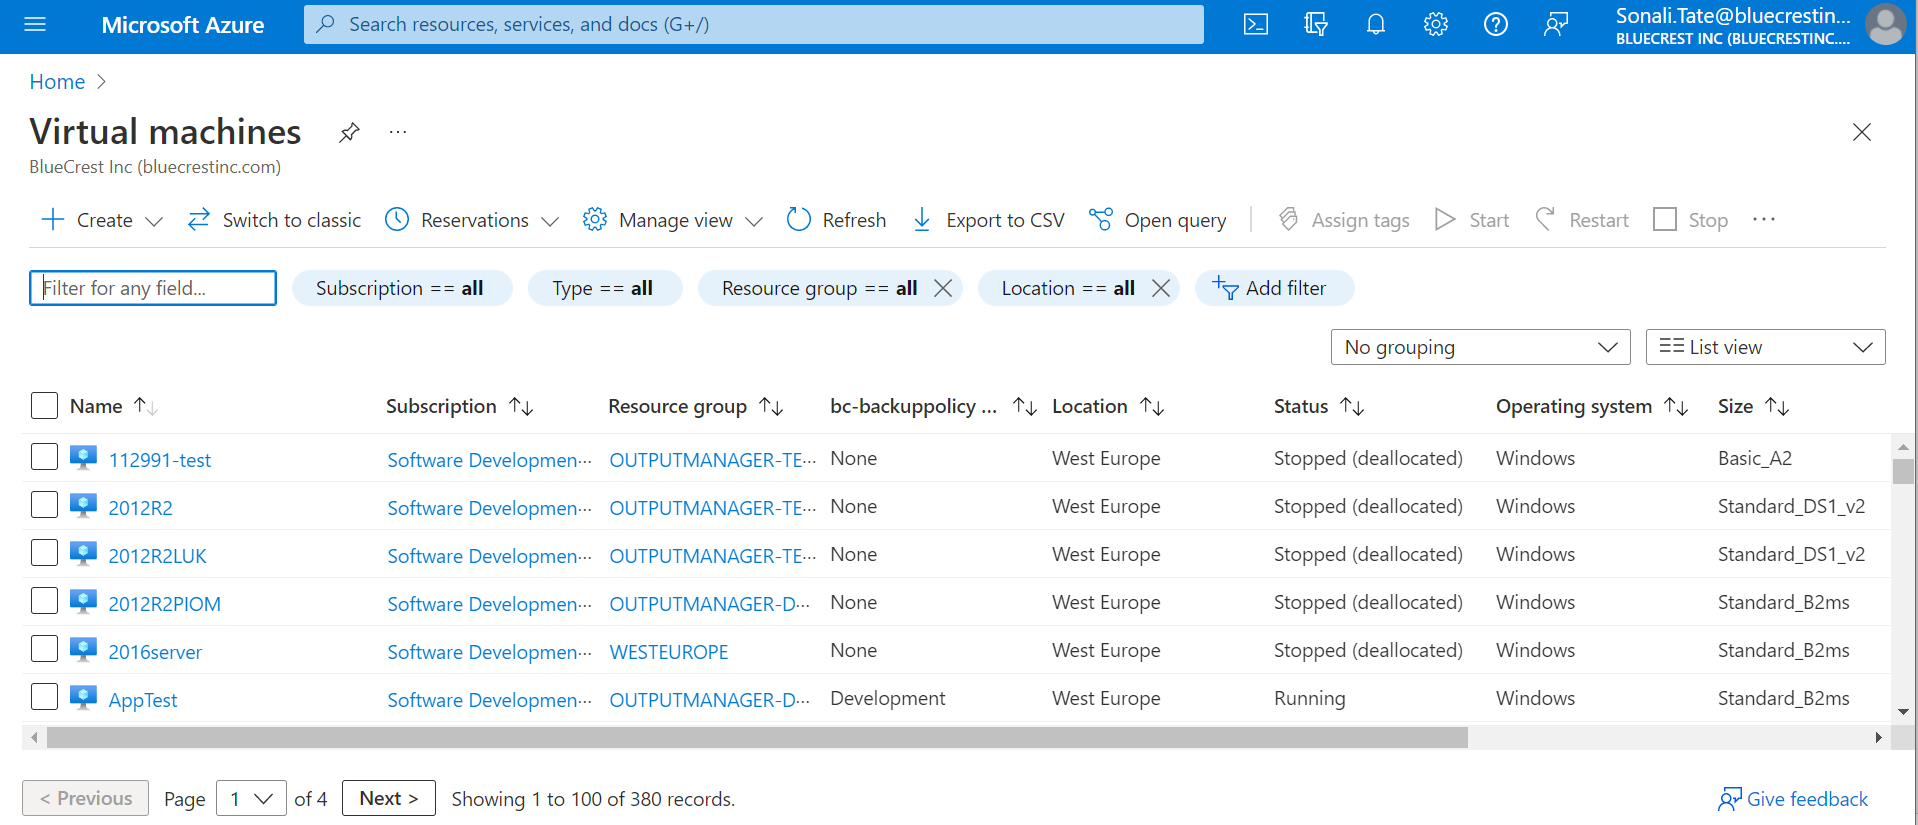 Microsoft Azure
Search resources, services, and docs (G+/)
Sonali.Tate@bluecrestin...
BLUECREST INC (BLUECRESTINC....
Home >
Virtual machines
BlueCrest Inc (bluecrestinc.com)
Create Switch to classic Reservations Manage view Refresh Export to CSV Open query Assign tags Start Restart Stop ...
Filter for any field... Subscription == all Type == all Resource group == all Location == all Add filter
No grouping List view
Name Subscription Resource group bc-backuppolicy ... Location Status Operating system Size
112991-test Software Developmen... OUTPUTMANAGER-TE... None West Europe Stopped (deallocated) Windows Basic_A2
2012R2 Software Developmen... OUTPUTMANAGER-TE... None West Europe Stopped (deallocated) Windows Standard_DS1_v2
2012R2LUK Software Developmen... OUTPUTMANAGER-TE... None West Europe Stopped (deallocated) Windows Standard_DS1_v2
2012R2PIOM Software Developmen... OUTPUTMANAGER-D... None West Europe Stopped (deallocated) Windows Standard_B2ms
2016server Software Developmen... WESTEUROPE None West Europe Stopped (deallocated) Windows Standard_B2ms
AppTest Software Developmen... OUTPUTMANAGER-D... Development West Europe Running Windows Standard_B2ms
< Previous Page 1 of 4 Next > Showing 1 to 100 of 380 records. Give feedback